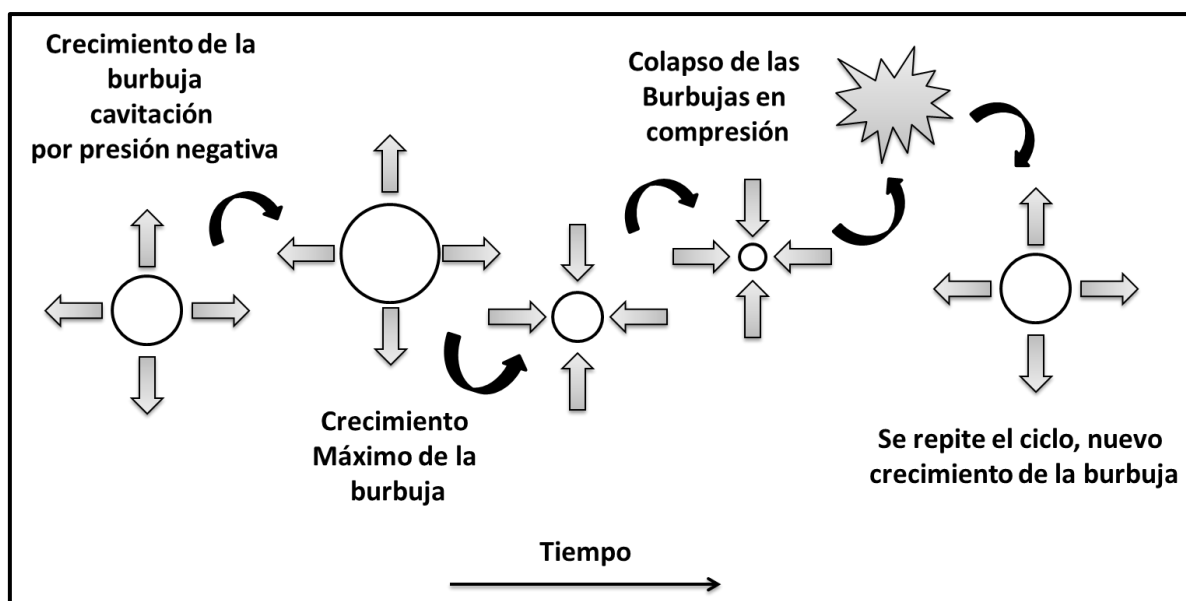 Crecimiento de la
burbuja
cavitación
por presión negativa
Crecimiento
Máximo de la
burbuja
Colapso de las
Burbujas en
compresión
Se repite el ciclo, nuevo
crecimiento de la burbuja
Tiempo